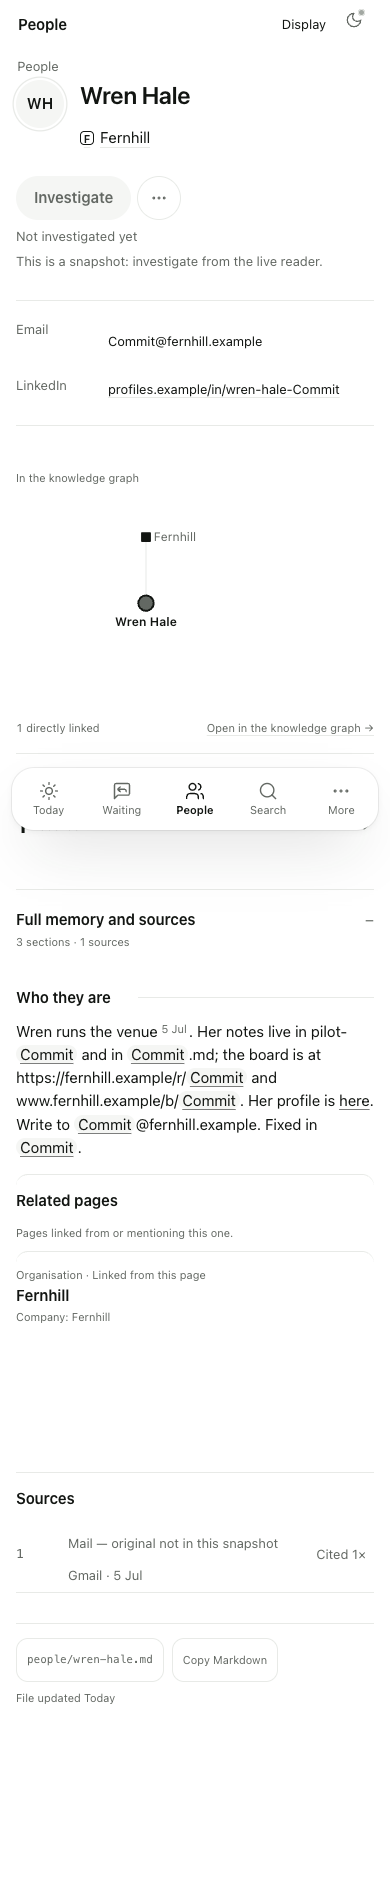 People
Display
People
WH
Wren Hale
F Fernhill
Investigate
Not investigated yet
This is a snapshot: investigate from the live reader.
Email
Commit@fernhill.example
LinkedIn
profiles.example/in/wren-hale-Commit
In the knowledge graph
Fernhill
Wren Hale
1 directly linked
Open in the knowledge graph →
Today
Waiting
People
Search
More
Full memory and sources
–
3 sections · 1 sources
Who they are
Wren runs the venue 5 Jul. Her notes live in pilot-
Commit and in Commit.md; the board is at
https://fernhill.example/r/ Commit and
www.fernhill.example/b/ Commit. Her profile is here.
Write to Commit@fernhill.example. Fixed in
Commit.
Related pages
Pages linked from or mentioning this one.
Organisation · Linked from this page
Fernhill
Company: Fernhill
Sources
1
Mail — original not in this snapshot
Cited 1×
Gmail · 5 Jul
people/wren-hale.md
Copy Markdown
File updated Today